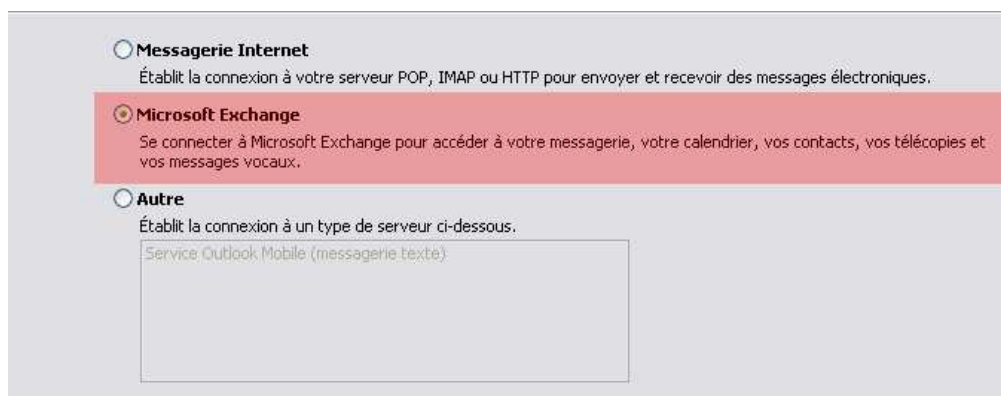 Messagerie Internet
Établit la connexion à votre serveur POP, IMAP ou HTTP pour envoyer et recevoir des messages électroniques.
Microsoft Exchange
Se connecter à Microsoft Exchange pour accéder à votre messagerie, votre calendrier, vos contacts, vos télécopies et
vos messages vocaux.
Autre
Établit la connexion à un type de serveur ci-dessous.
Service Outlook Mobile (messagerie texte)